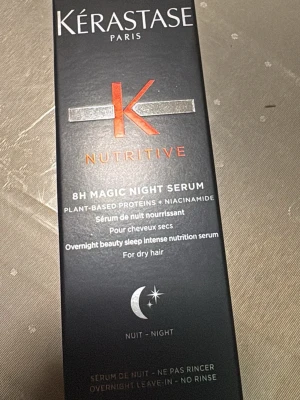 KÉRASTASE
PARIS
K
NUTRITIVE
8H MAGIC NIGHT SERUM
PLANT-BASED PROTEINS + NIACINAMIDE
Sérum de nuit nourrissant
Pour cheveux secs
Overnight beauty sleep intense nutrition serum
For dry hair
NUIT - NIGHT
SÉRUM DE NUIT - NE PAS RINCER
OVERNIGHT LEAVE-IN - NO RINSE